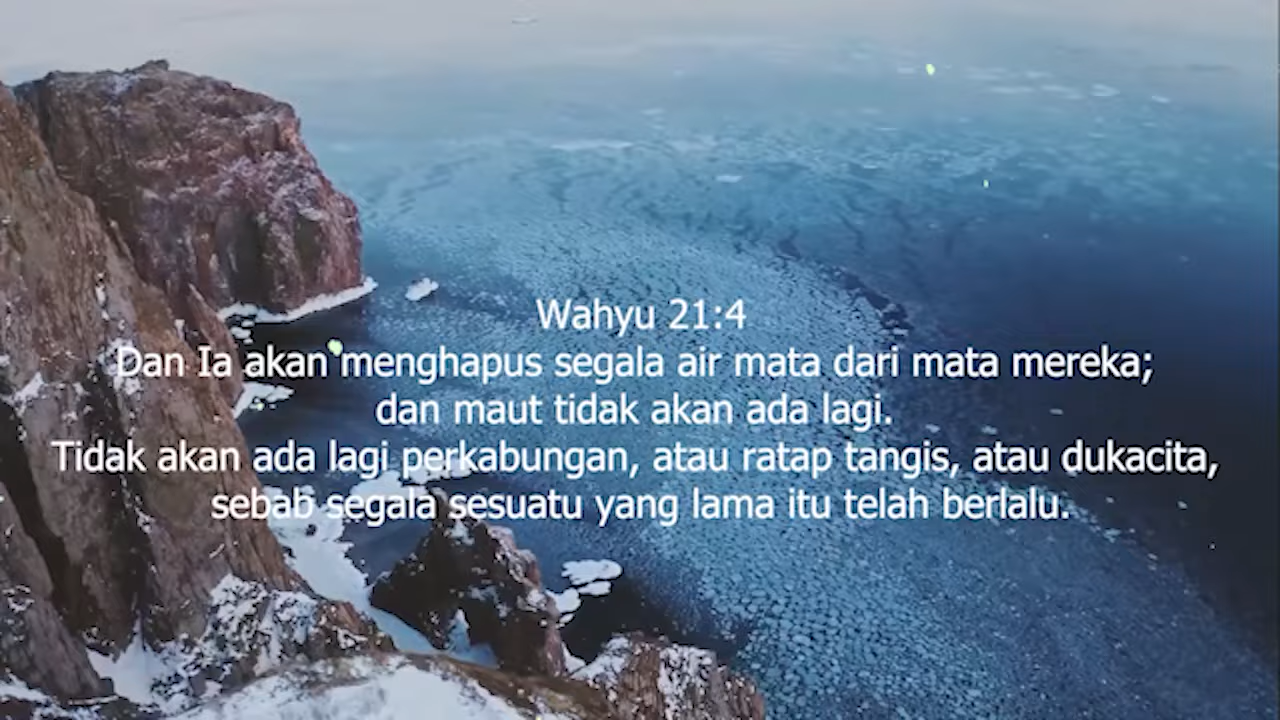 Wahyu 21:4
Dan Ia akan menghapus segala air mata dari mata mereka;
dan maut tidak akan ada lagi.
Tidak akan ada lagi perkabungan, atau ratap tangis, atau dukacita,
sebab segala sesuatu yang lama itu telah berlalu.